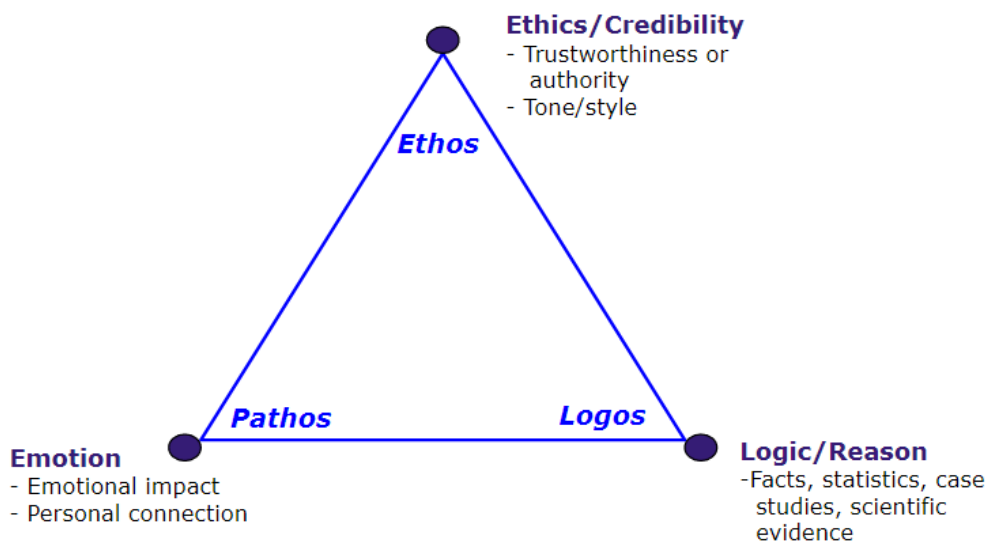 Ethics/Credibility
- Trustworthiness or
authority
- Tone/style
Ethos
Pathos
Logos
Emotion
- Emotional impact
- Personal connection
Logic/Reason
-Facts, statistics, case
studies, scientific
evidence